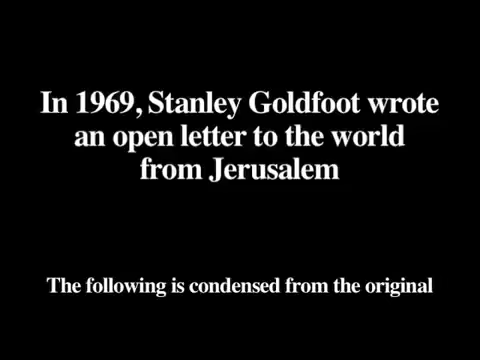 In 1969, Stanley Goldfoot wrote
an open letter to the world
from Jerusalem
The following is condensed from the original